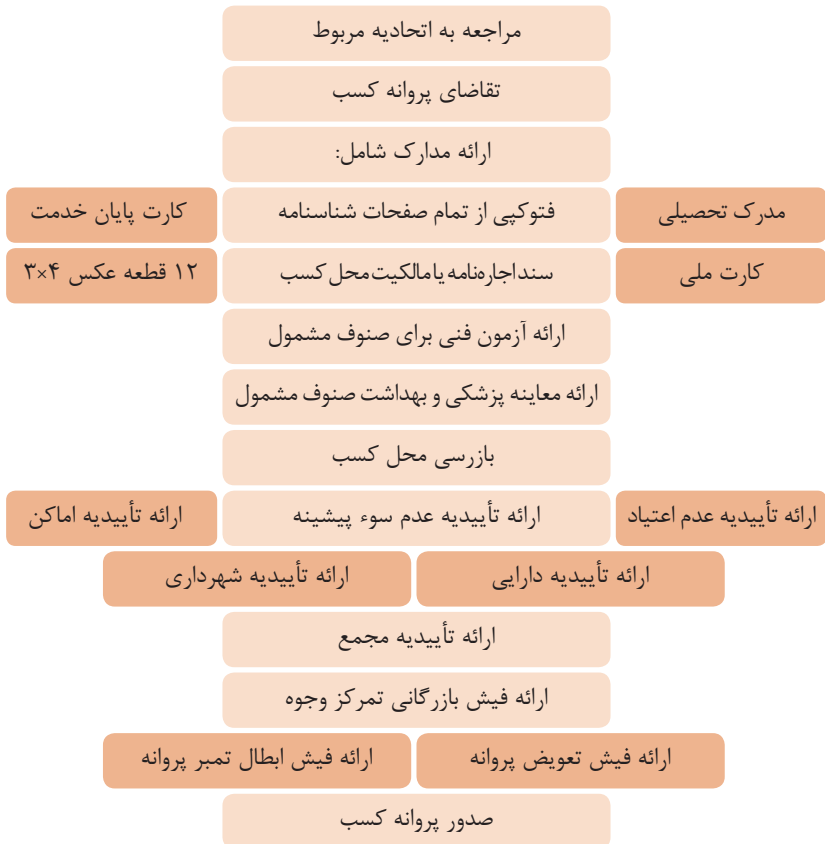 مراجعه به اتحادیه مربوط
تقاضای پروانه کسب
ارائه مدارک شامل:
مدرک تحصیلی
فتوکپی از تمام صفحات شناسنامه
کارت پایان خدمت
کارت ملی
سند اجاره‌نامه یا مالکیت محل کسب
۱۲ قطعه عکس ۴×۳
ارائه آزمون فنی برای صنوف مشمول
ارائه معاینه پزشکی و بهداشت صنوف مشمول
بازرسی محل کسب
ارائه تأییدیه عدم اعتیاد
ارائه تأییدیه عدم سوء پیشینه
ارائه تأییدیه اماکن
ارائه تأییدیه دارایی
ارائه تأییدیه شهرداری
ارائه تأییدیه مجمع
ارائه فیش بازرگانی تمرکز وجوه
ارائه فیش تعویض پروانه
ارائه فیش ابطال تمبر پروانه
صدور پروانه کسب